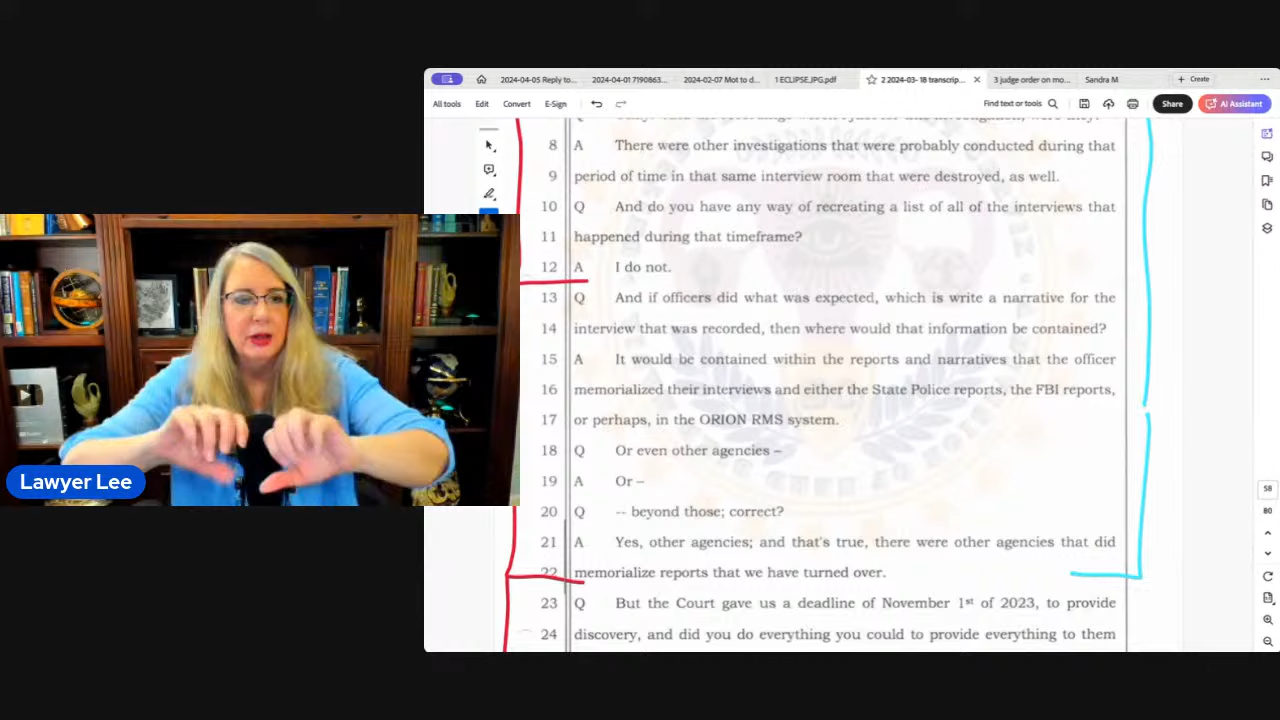 2024-04-05 Reply to... 2024-04-01 7190863... 2024-02-07 Mot to d... 1 ECLIPSE.JPG.pdf 2 2024-03- 18 transcrip... 3 judge order on mo... Sandra M Create
All tools Edit Convert E-Sign Find text or tools Share AI Assistant
8 A There were other investigations that were probably conducted during that
9 period of time in that same interview room that were destroyed, as well.
10 Q And do you have any way of recreating a list of all of the interviews that
11 happened during that timeframe?
12 A I do not.
13 Q And if officers did what was expected, which is write a narrative for the
14 interview that was recorded, then where would that information be contained?
15 A It would be contained within the reports and narratives that the officer
16 memorialized their interviews and either the State Police reports, the FBI reports,
17 or perhaps, in the ORION RMS system.
18 Q Or even other agencies –
19 A Or –
20 Q -- beyond those; correct?
21 A Yes, other agencies; and that's true, there were other agencies that did
22 memorialize reports that we have turned over.
23 Q But the Court gave us a deadline of November 1st of 2023, to provide
24 discovery, and did you do everything you could to provide everything to them
58
80
Lawyer Lee